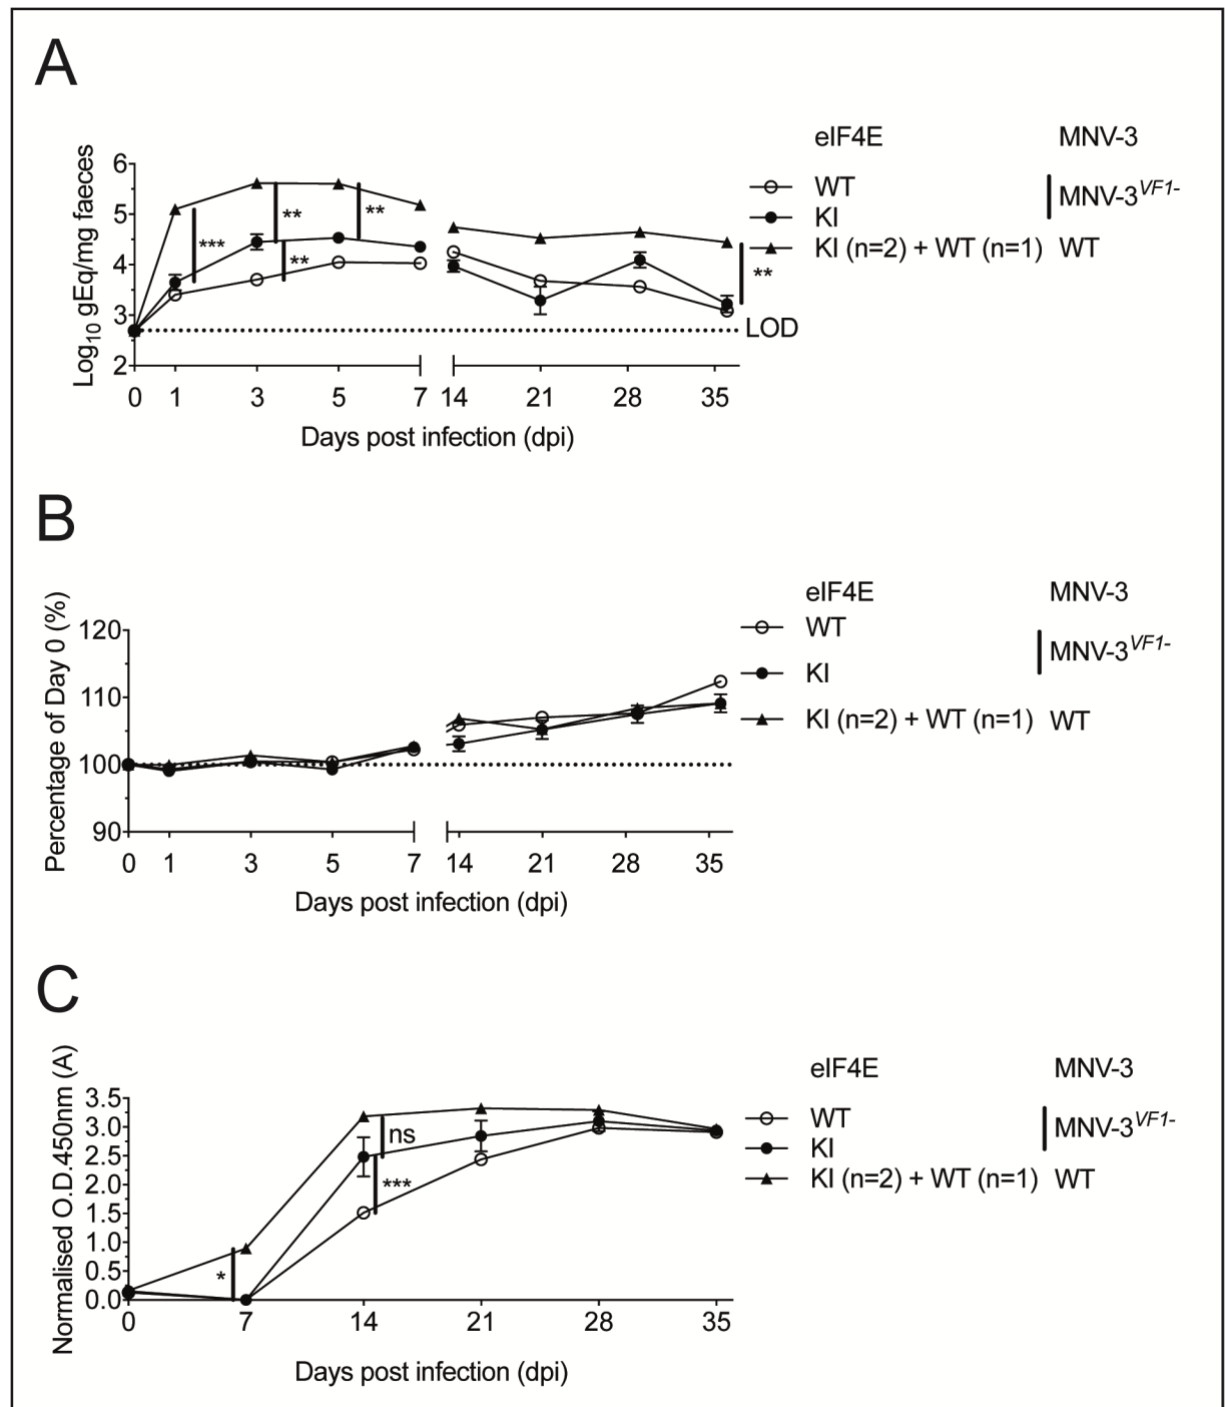 A
eIF4E MNV-3
WT
MNV-3VF1-
KI
KI (n=2) + WT (n=1) WT
Log10 gEq/mg faeces
6
5
4
3
2
***
**
**
**
**
LOD
0 1 3 5 7 14 21 28 35
Days post infection (dpi)
B
eIF4E MNV-3
WT
MNV-3VF1-
KI
KI (n=2) + WT (n=1) WT
Percentage of Day 0 (%)
120
110
100
90
0 1 3 5 7 14 21 28 35
Days post infection (dpi)
C
eIF4E MNV-3
WT
MNV-3VF1-
KI
KI (n=2) + WT (n=1) WT
Normalised O.D.450nm (A)
3.5
3.0
2.5
2.0
1.5
1.0
0.5
0.0
ns
***
*
0 7 14 21 28 35
Days post infection (dpi)